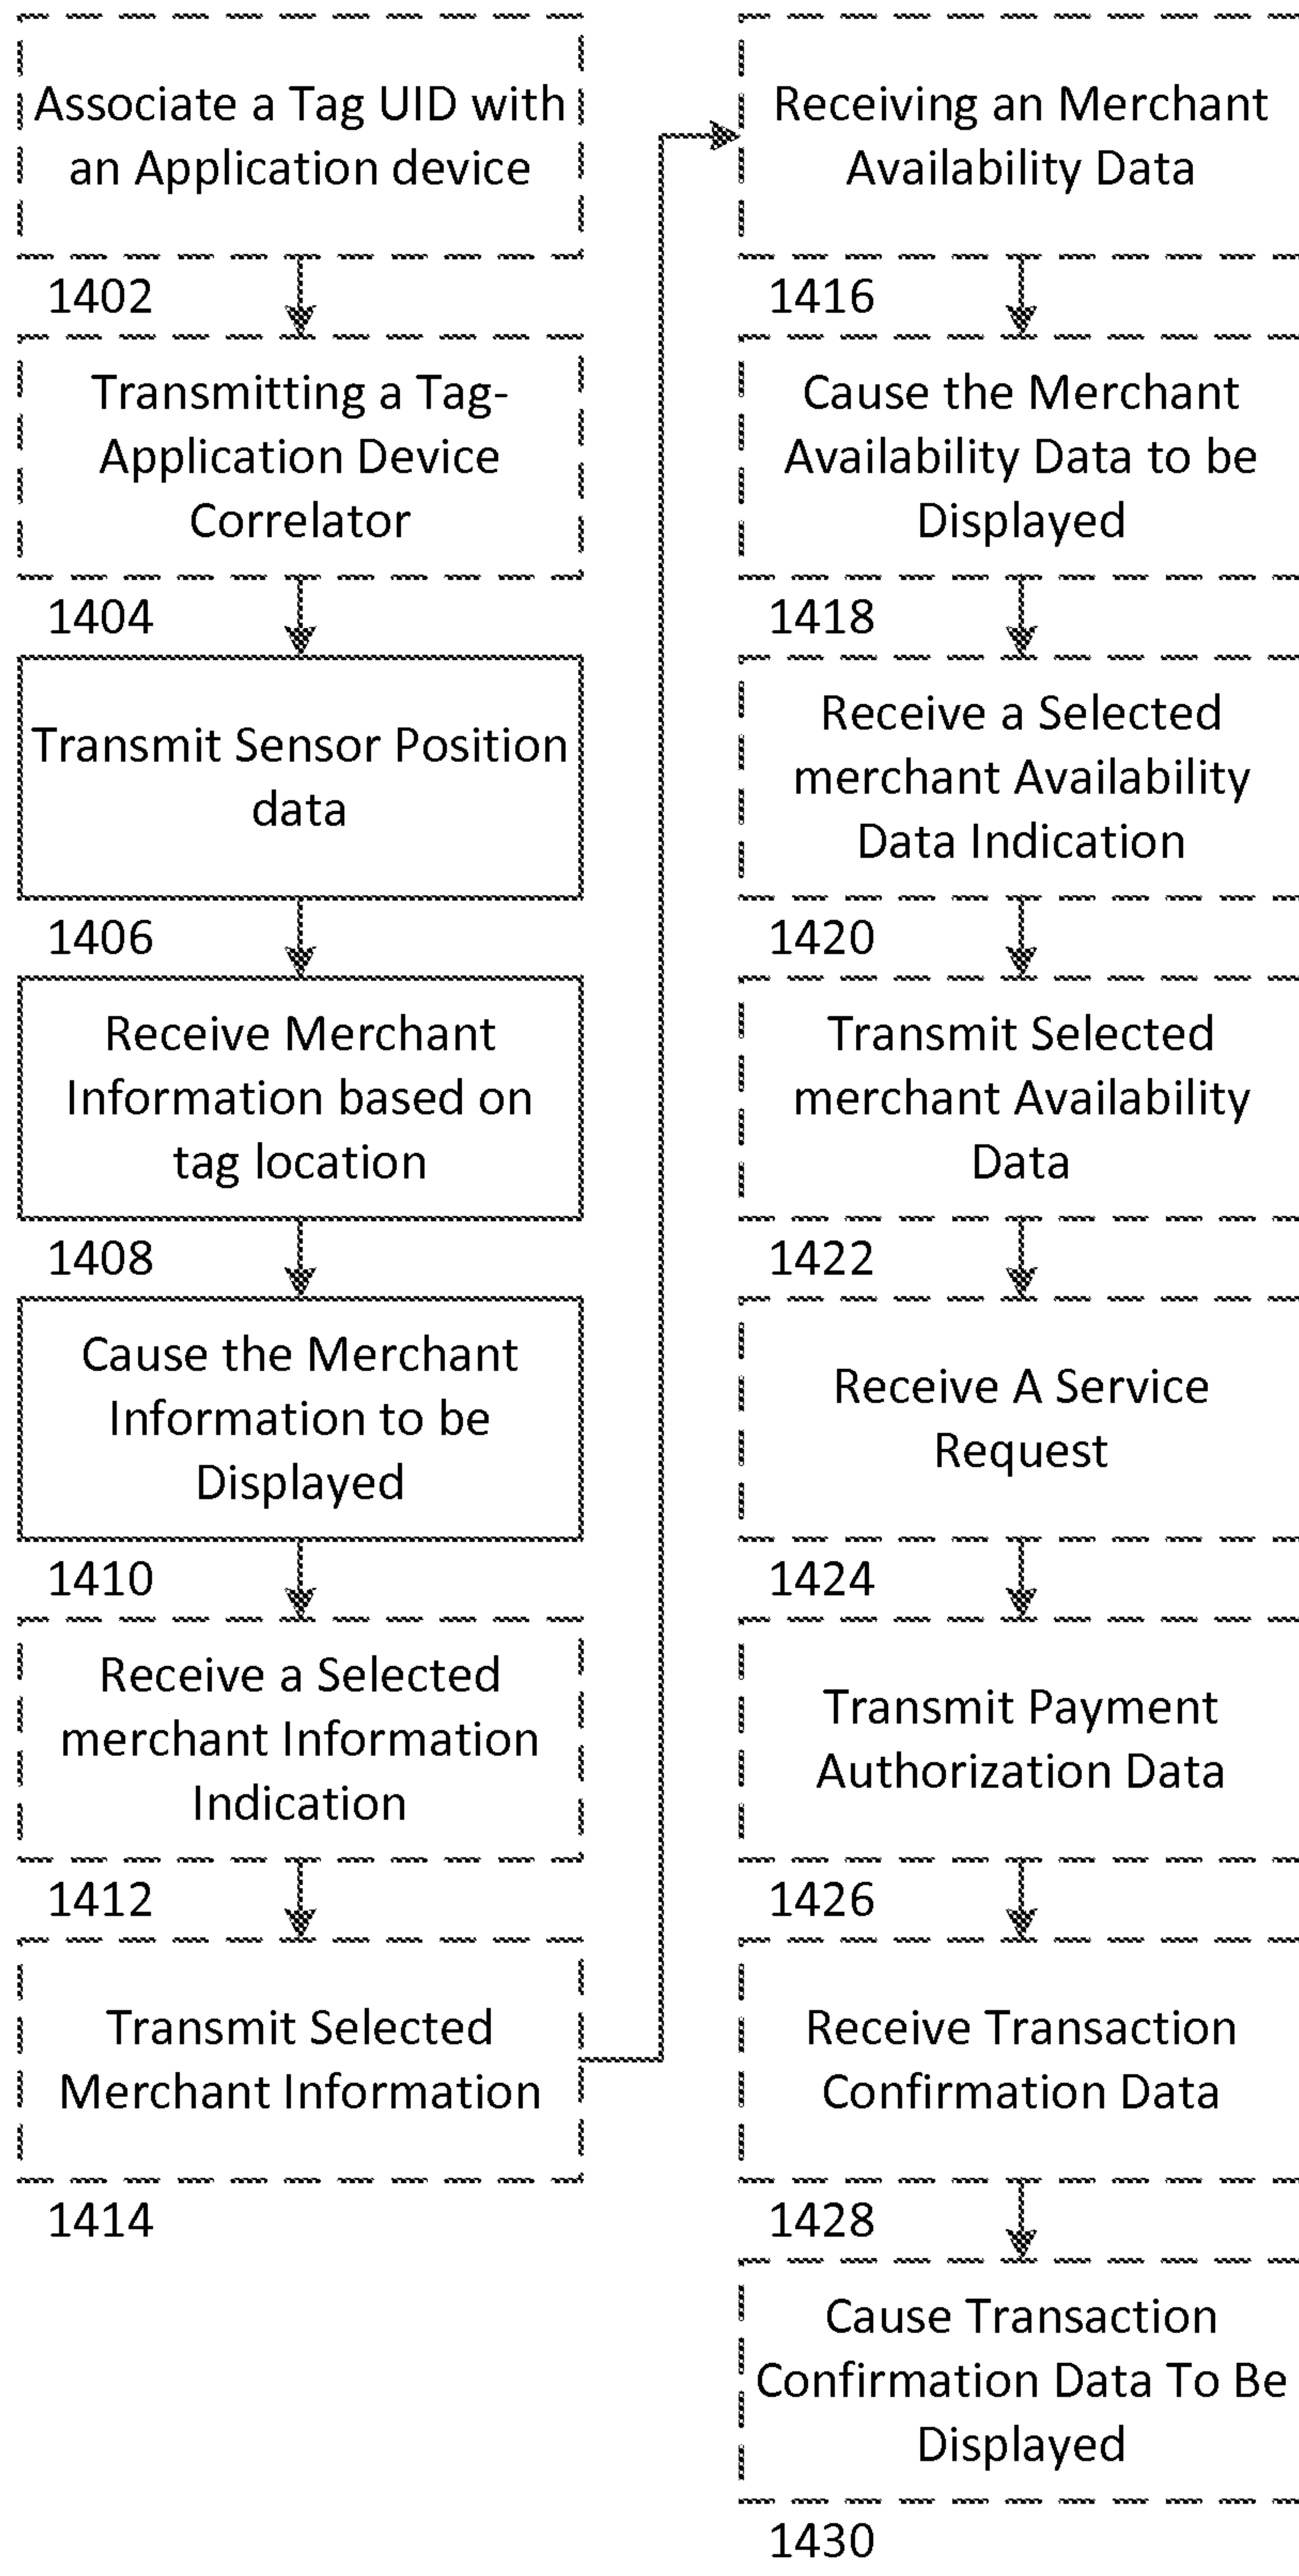 Associate a Tag UID with
an Application device
1402
Transmitting a Tag-
Application Device
Correlator
1404
Transmit Sensor Position
data
1406
Receive Merchant
Information based on
tag location
1408
Cause the Merchant
Information to be
Displayed
1410
Receive a Selected
merchant Information
Indication
1412
Transmit Selected
Merchant Information
1414
Receiving an Merchant
Availability Data
1416
Cause the Merchant
Availability Data to be
Displayed
1418
Receive a Selected
merchant Availability
Data Indication
1420
Transmit Selected
merchant Availability
Data
1422
Receive A Service
Request
1424
Transmit Payment
Authorization Data
1426
Receive Transaction
Confirmation Data
1428
Cause Transaction
Confirmation Data To Be
Displayed
1430